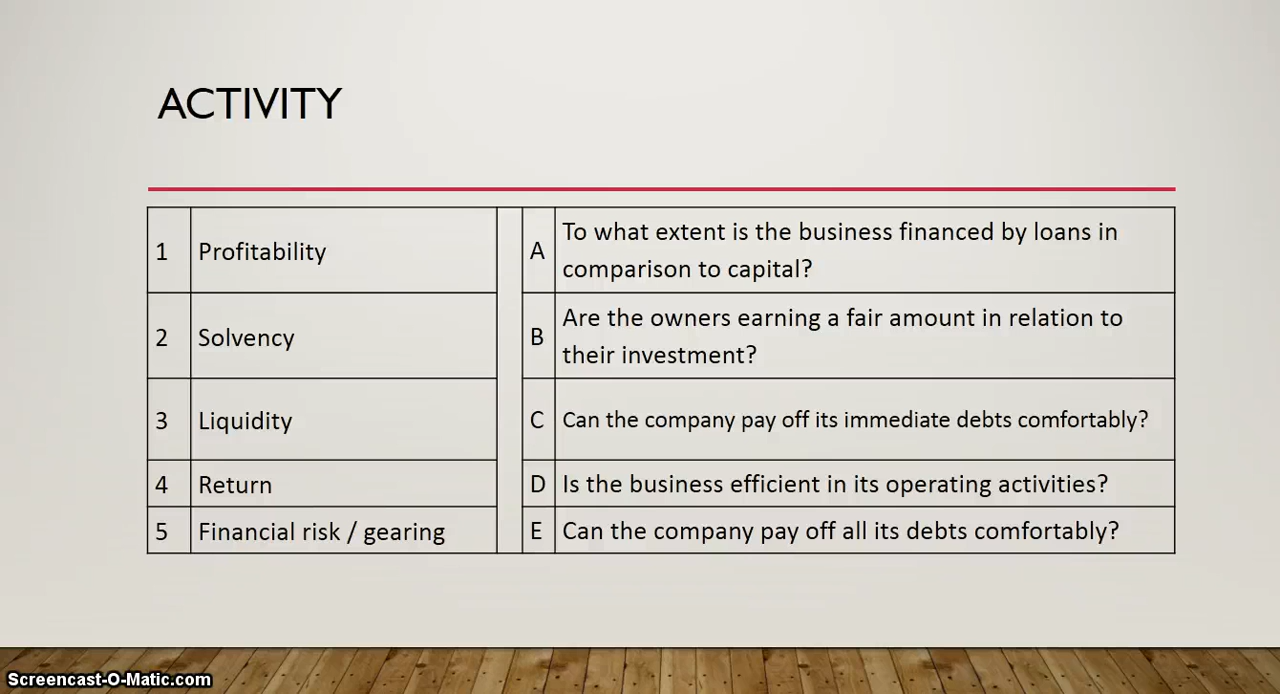 ACTIVITY
1 Profitability A To what extent is the business financed by loans in
comparison to capital?
2 Solvency B Are the owners earning a fair amount in relation to
their investment?
3 Liquidity C Can the company pay off its immediate debts comfortably?
4 Return D Is the business efficient in its operating activities?
5 Financial risk / gearing E Can the company pay off all its debts comfortably?
Screencast-O-Matic.com